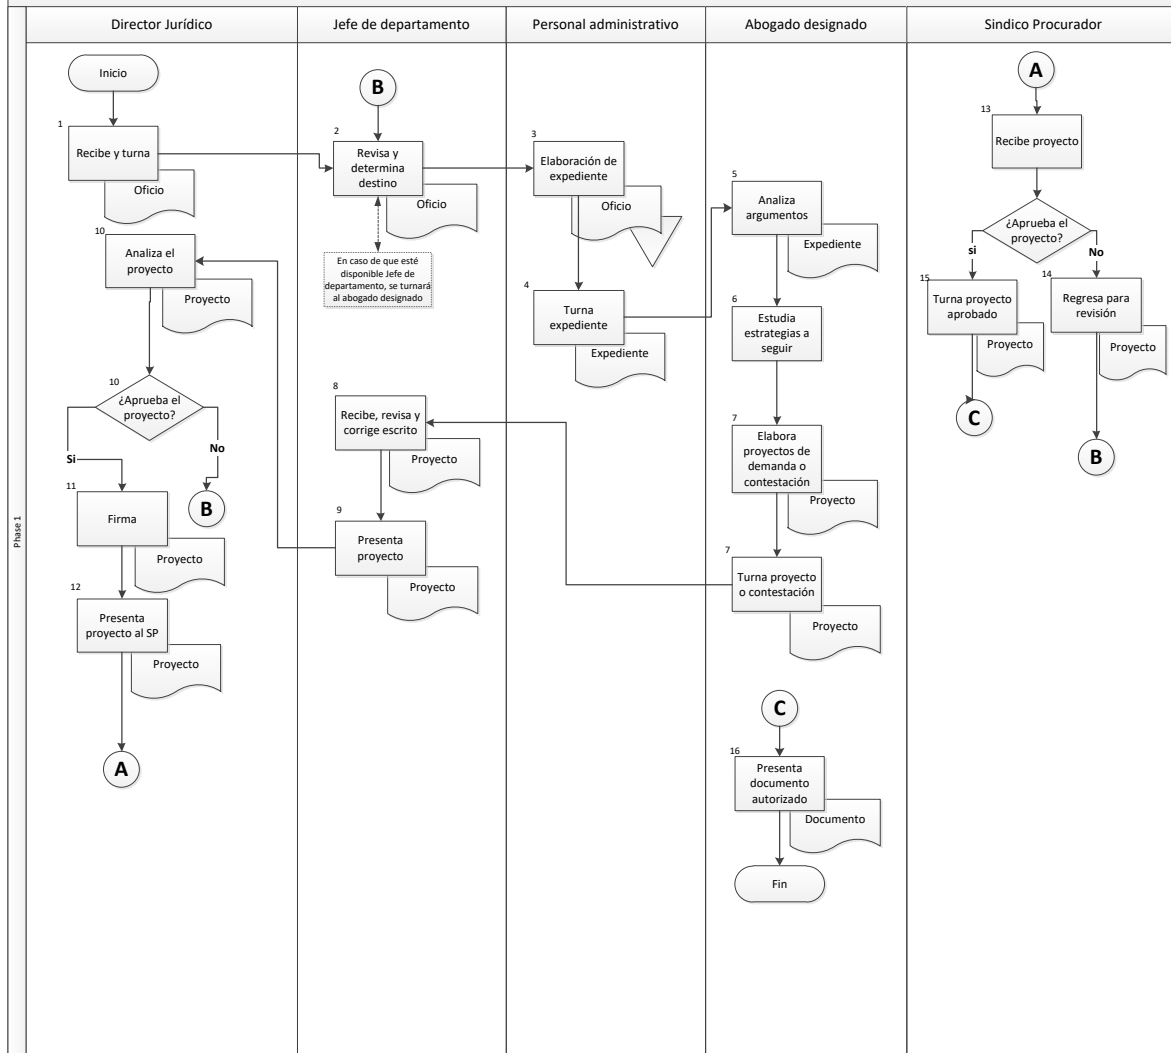 Director Jurídico
Jefe de departamento
Personal administrativo
Abogado designado
Sindico Procurador
Phase 1
Inicio
1
Recibe y turna
Oficio
10
Analiza el
proyecto
Proyecto
10
¿Aprueba el
proyecto?
Si
No
B
11
Firma
Proyecto
12
Presenta
proyecto al SP
Proyecto
A
B
2
Revisa y
determina
destino
Oficio
En caso de que esté
disponible Jefe de
departamento, se turnará
al abogado designado
8
Recibe, revisa y
corrige escrito
Proyecto
9
Presenta
proyecto
Proyecto
3
Elaboración de
expediente
Oficio
4
Turna
expediente
Expediente
5
Analiza
argumentos
Expediente
6
Estudia
estrategias a
seguir
7
Elabora
proyectos de
demanda o
contestación
Proyecto
7
Turna proyecto
o contestación
Proyecto
C
16
Presenta
documento
autorizado
Documento
Fin
A
13
Recibe proyecto
¿Aprueba el
proyecto?
si
No
15
Turna proyecto
aprobado
Proyecto
C
14
Regresa para
revisión
Proyecto
B